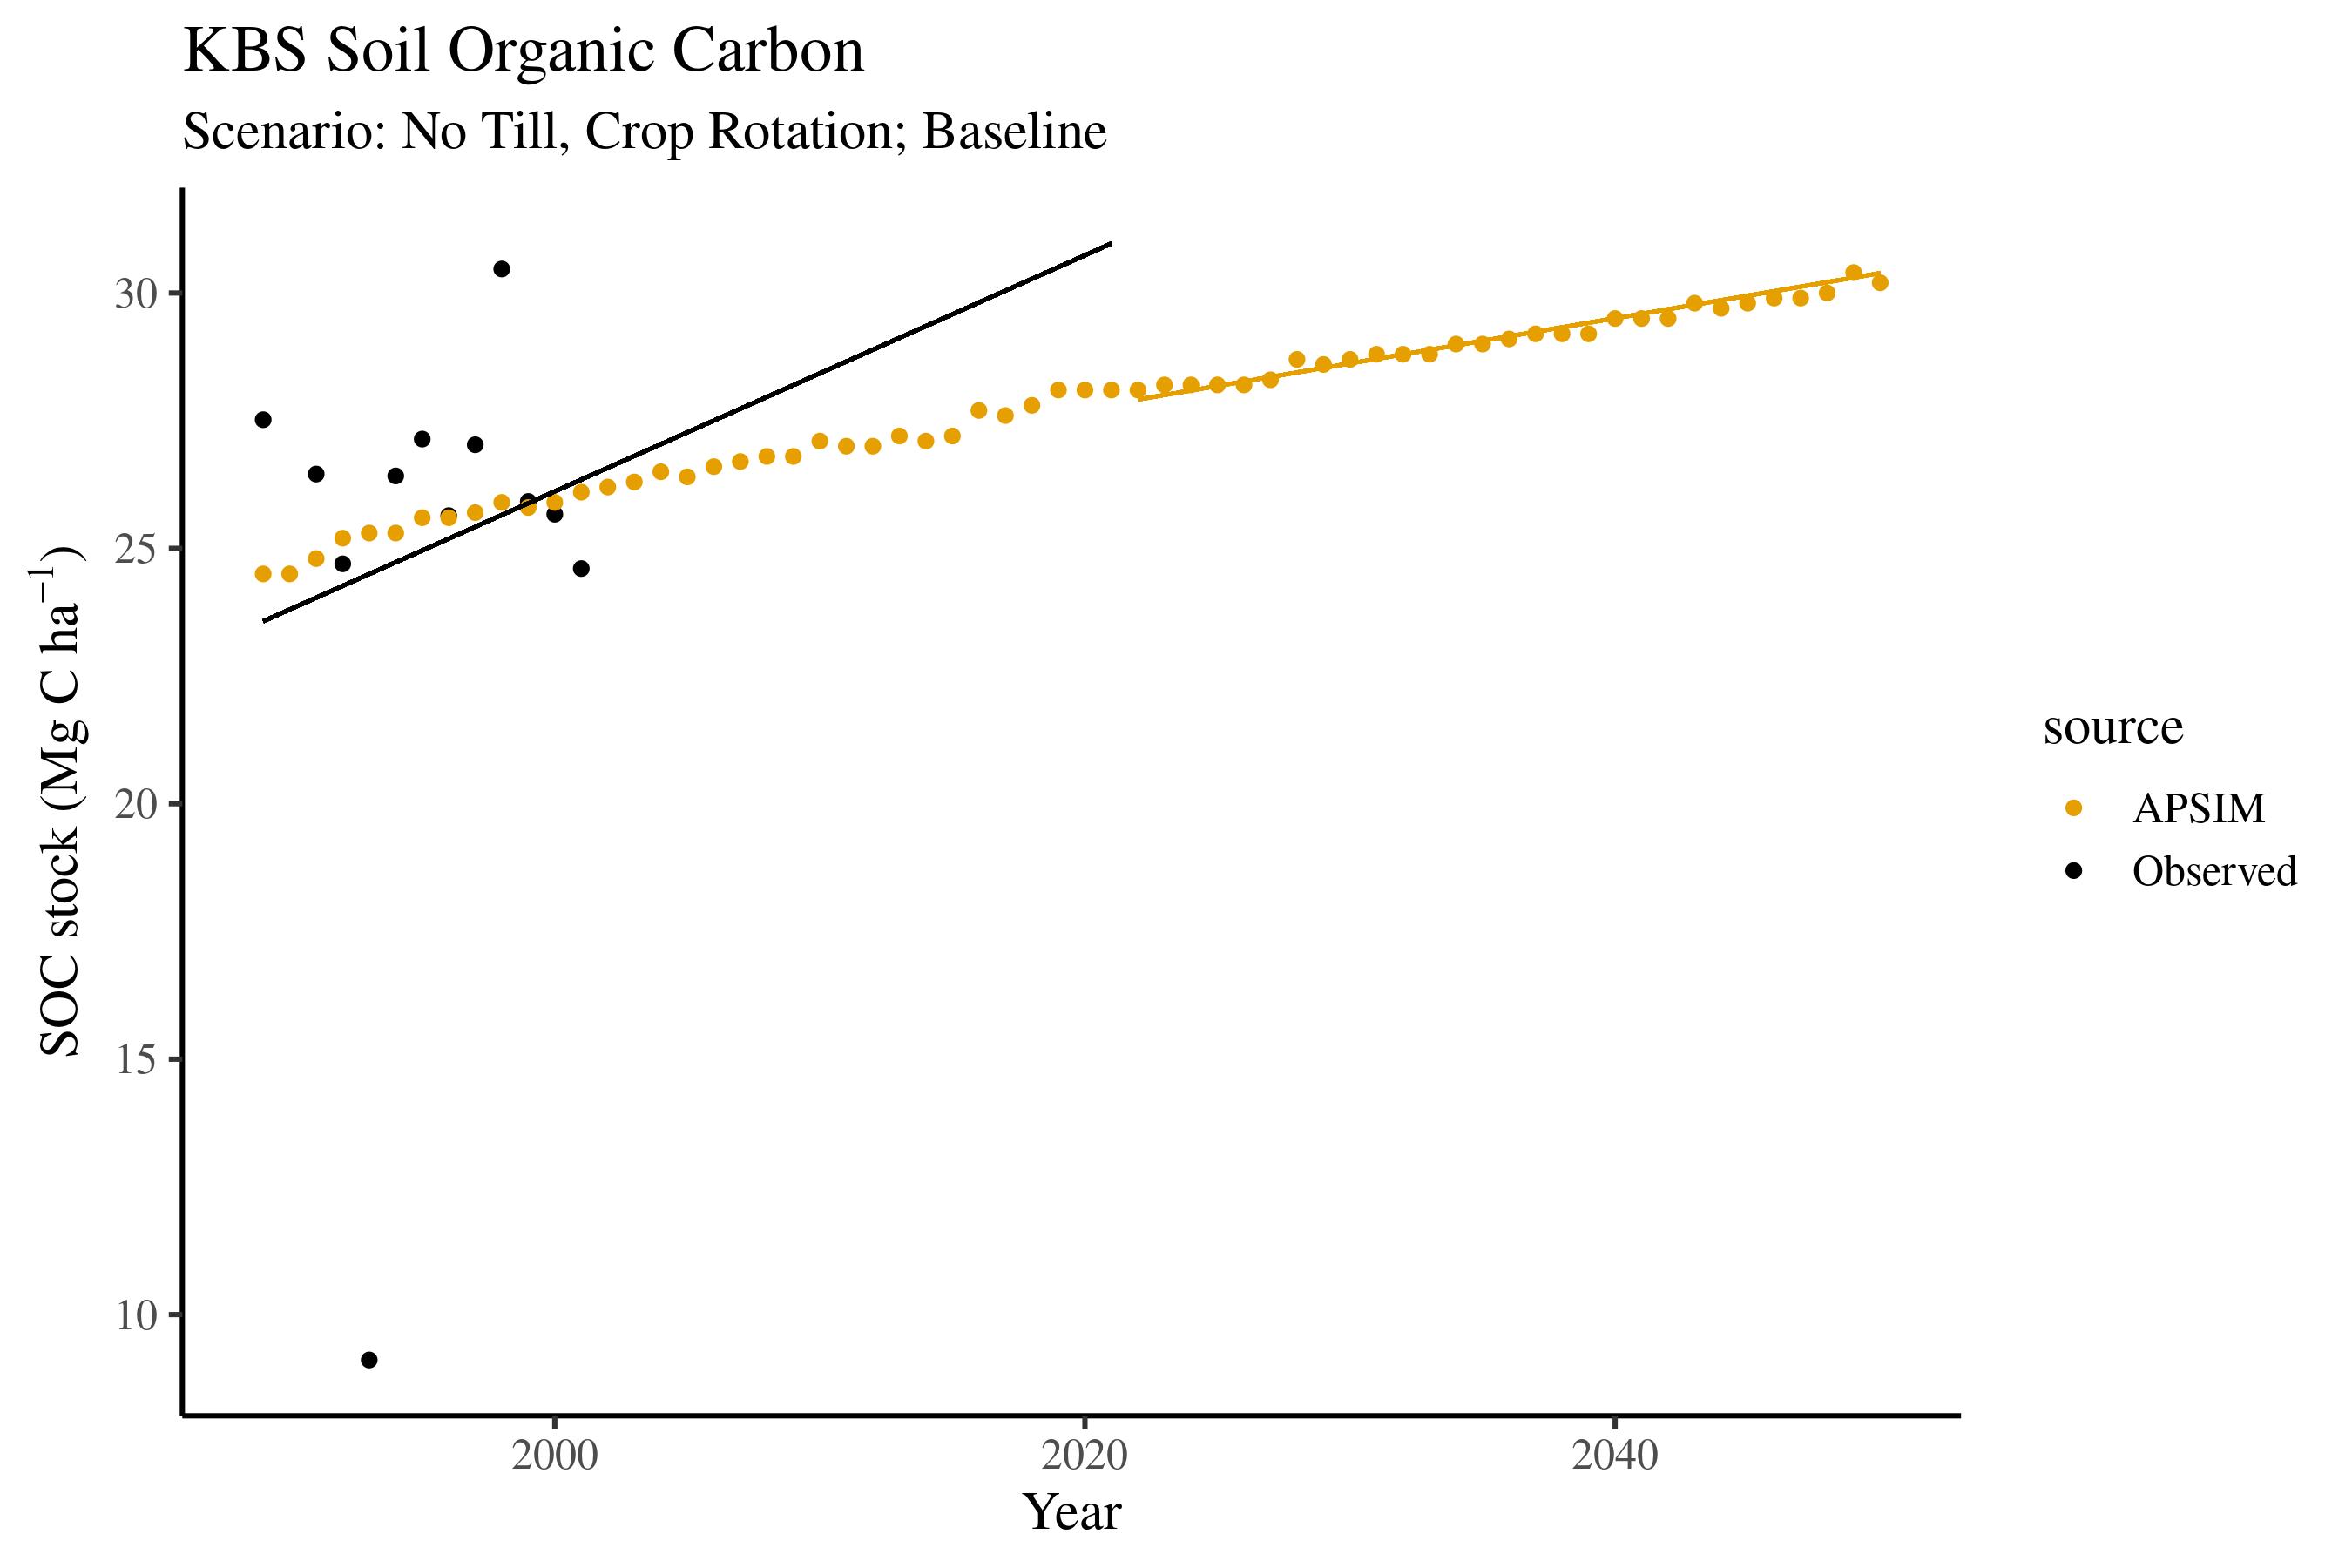 KBS Soil Organic Carbon
Scenario: No Till, Crop Rotation; Baseline
SOC stock (Mg C ha⁻¹)
30
25
20
15
10
2000
2020
2040
Year
source
APSIM
Observed